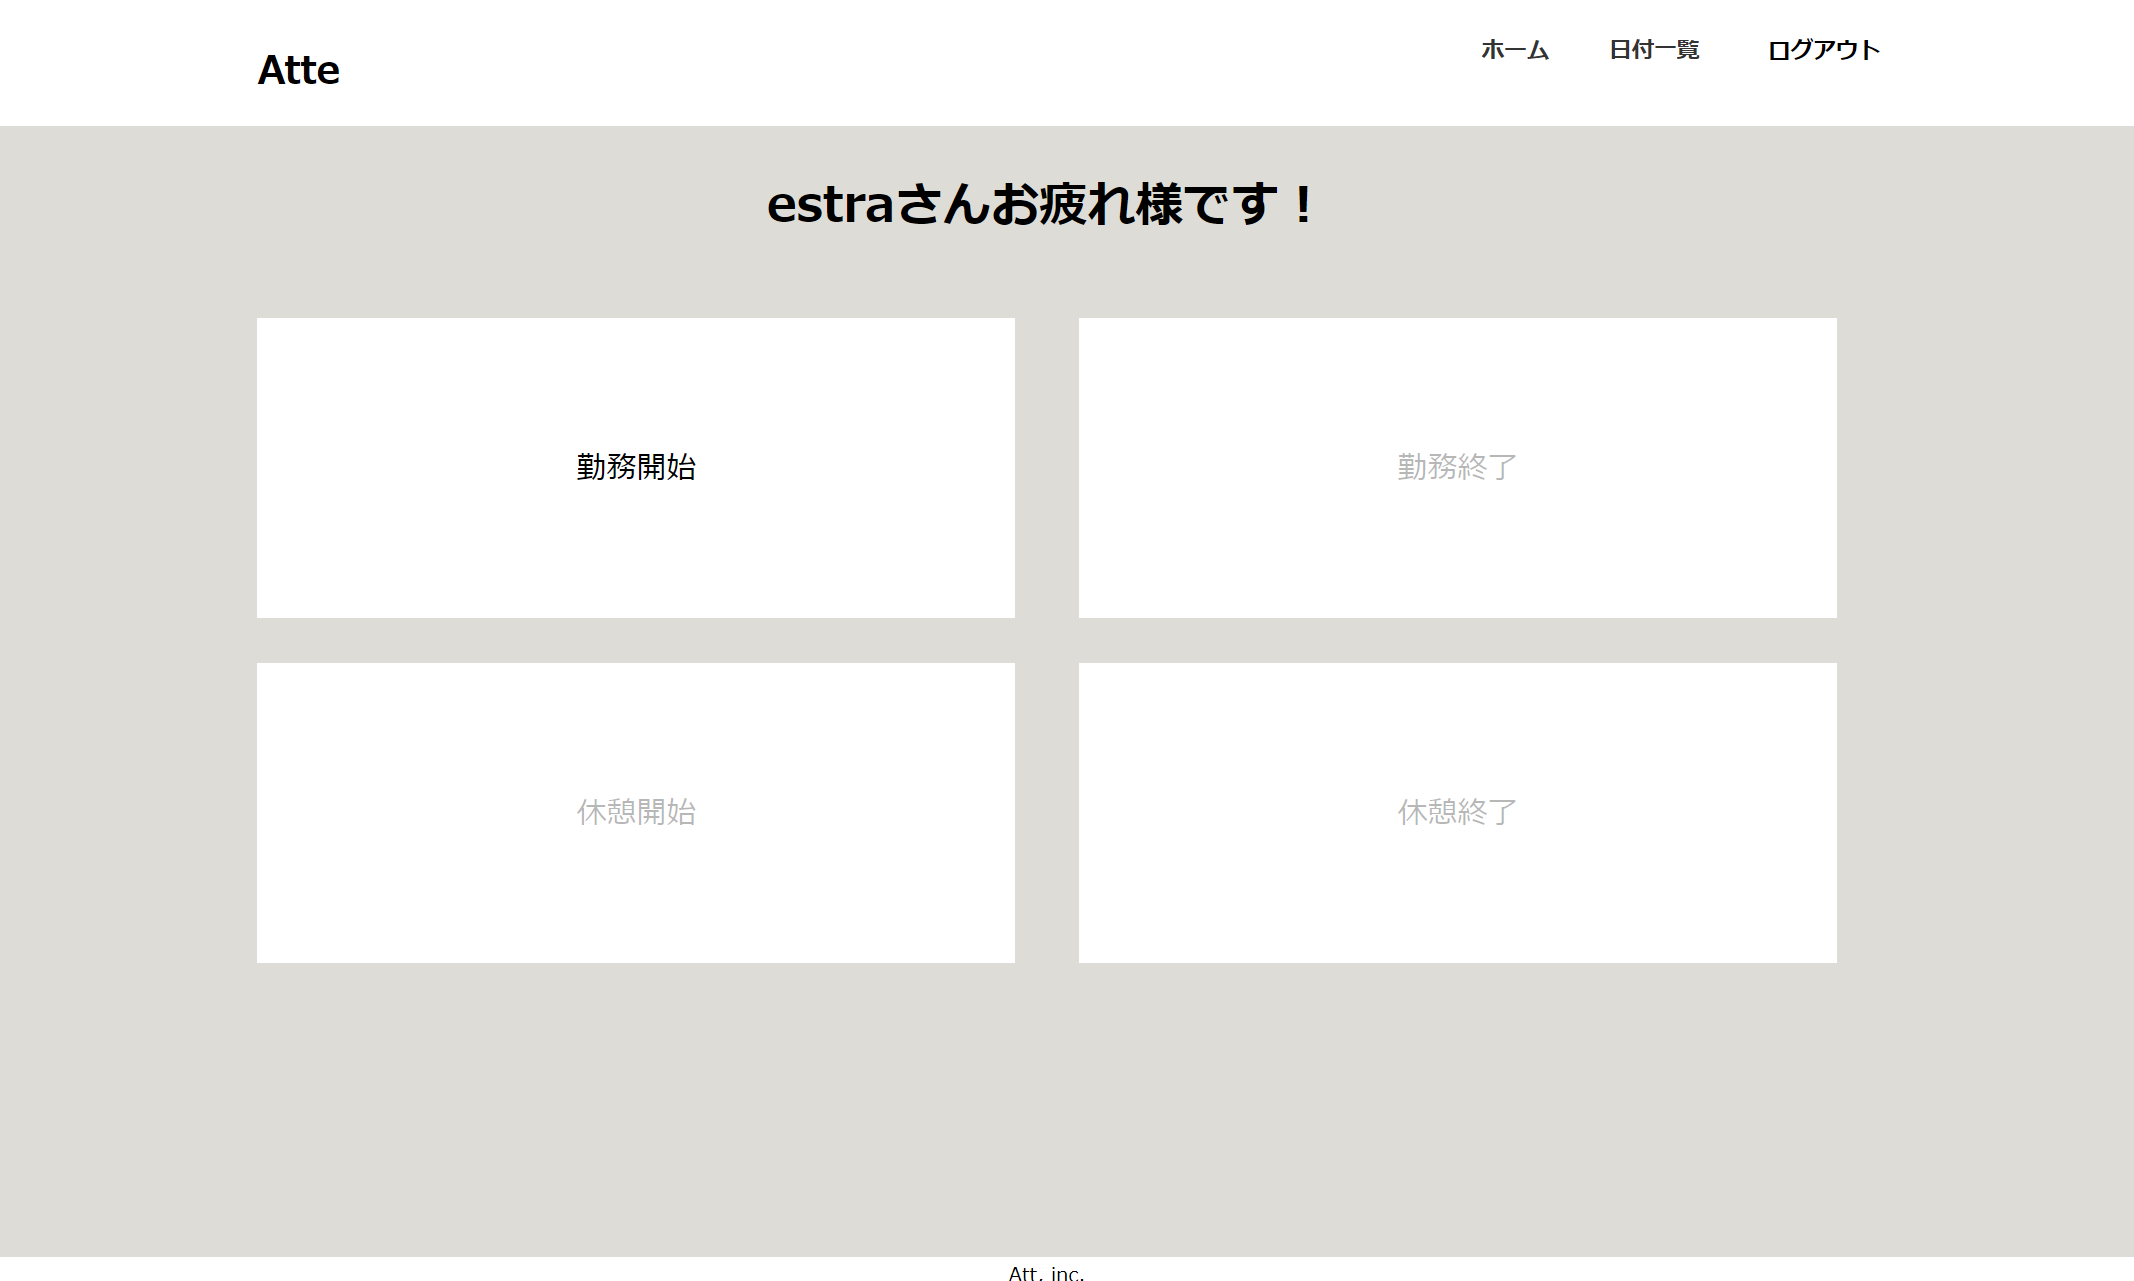 Atte
ホーム 日付一覧 ログアウト
estraさんお疲れ様です！
勤務開始 勤務終了
休憩開始 休憩終了
Att, inc.